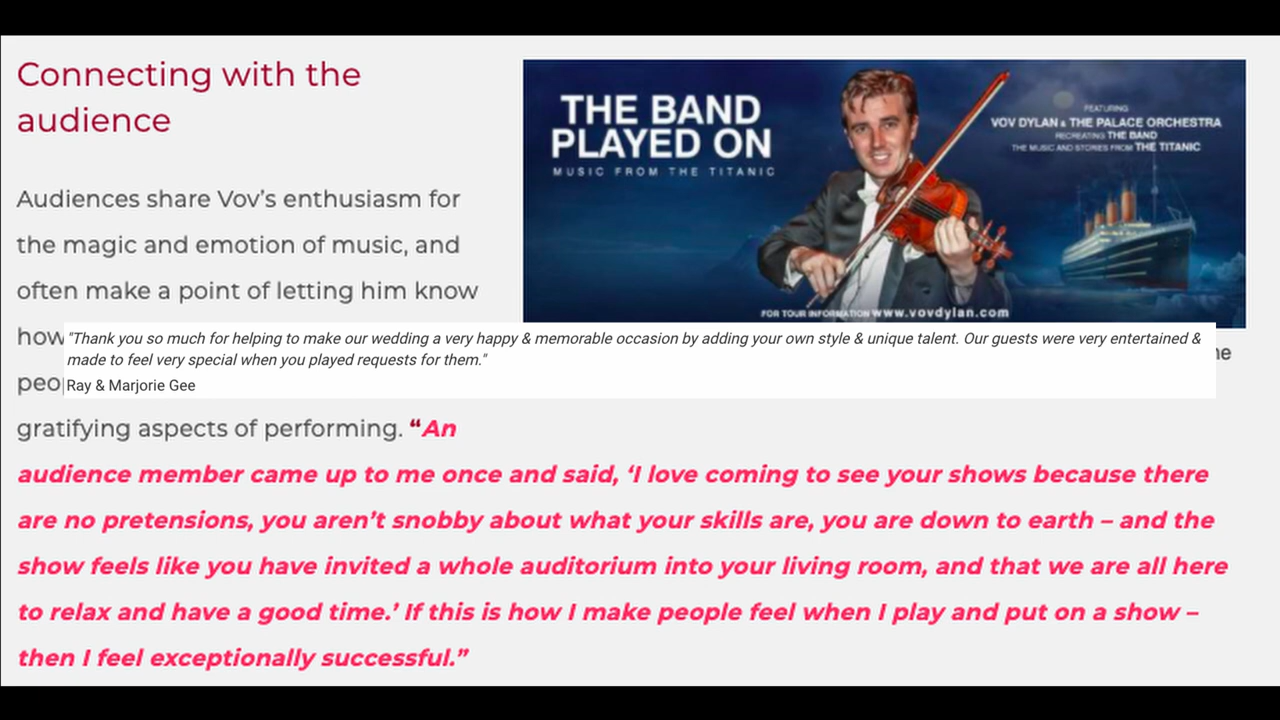 Connecting with the
audience
Audiences share Vov’s enthusiasm for
the magic and emotion of music, and
often make a point of letting him know
how
peo
gratifying aspects of performing. “An
audience member came up to me once and said, ‘I love coming to see your shows because there
are no pretensions, you aren’t snobby about what your skills are, you are down to earth – and the
show feels like you have invited a whole auditorium into your living room, and that we are all here
to relax and have a good time.’ If this is how I make people feel when I play and put on a show –
then I feel exceptionally successful.”
THE BAND
PLAYED ON
MUSIC FROM THE TITANIC
FEATURING
VOV DYLAN & THE PALACE ORCHESTRA
RECREATING THE BAND
THE MUSIC AND STORIES FROM THE TITANIC
FOR TOUR INFORMATION www.vovdylan.com
"Thank you so much for helping to make our wedding a very happy & memorable occasion by adding your own style & unique talent. Our guests were very entertained &
made to feel very special when you played requests for them."
Ray & Marjorie Gee